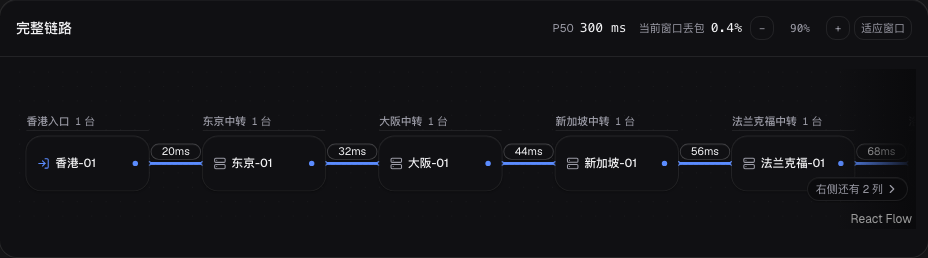 完整链路
P50 300 ms 当前窗口丢包 0.4% − 90% + 适应窗口
香港入口 1 台 东京中转 1 台 大阪中转 1 台 新加坡中转 1 台 法兰克福中转 1 台
香港-01 20ms 东京-01 32ms 大阪-01 44ms 新加坡-01 56ms 法兰克福-01 68ms
右侧还有 2 列
React Flow